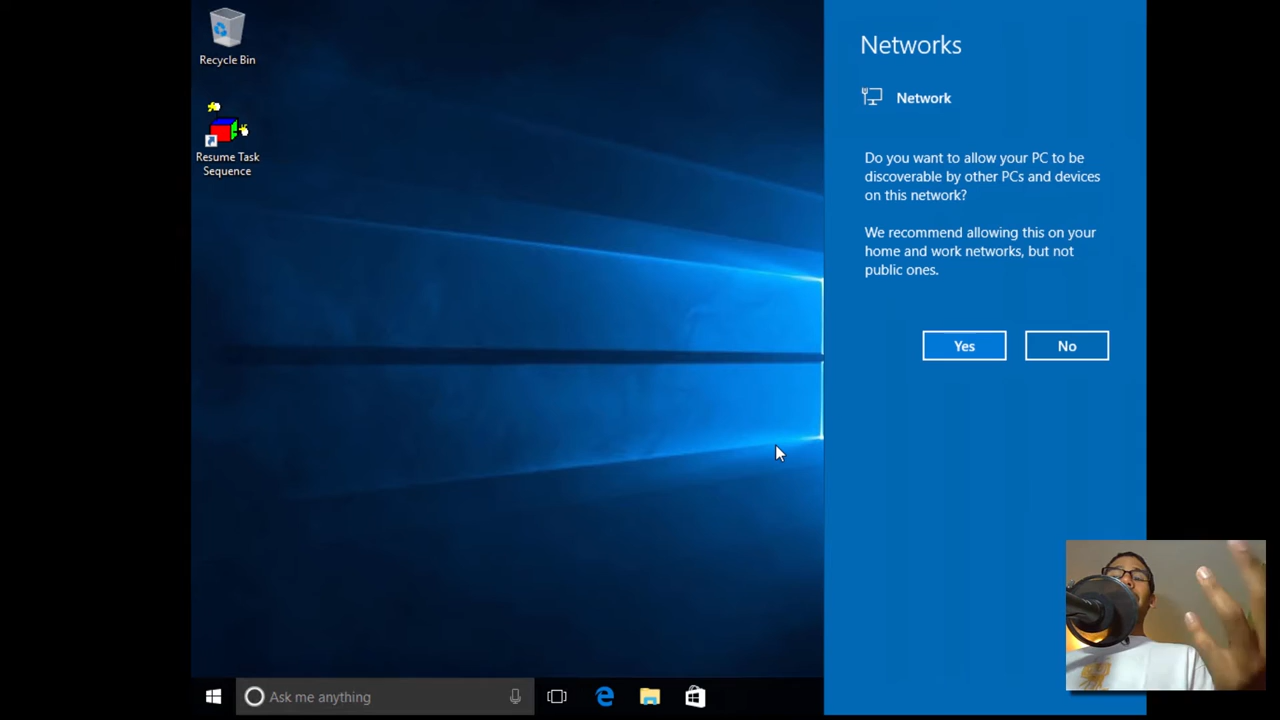 Recycle Bin
Resume Task
Sequence
Networks
Network
Do you want to allow your PC to be
discoverable by other PCs and devices
on this network?
We recommend allowing this on your
home and work networks, but not
public ones.
Yes
No
Ask me anything